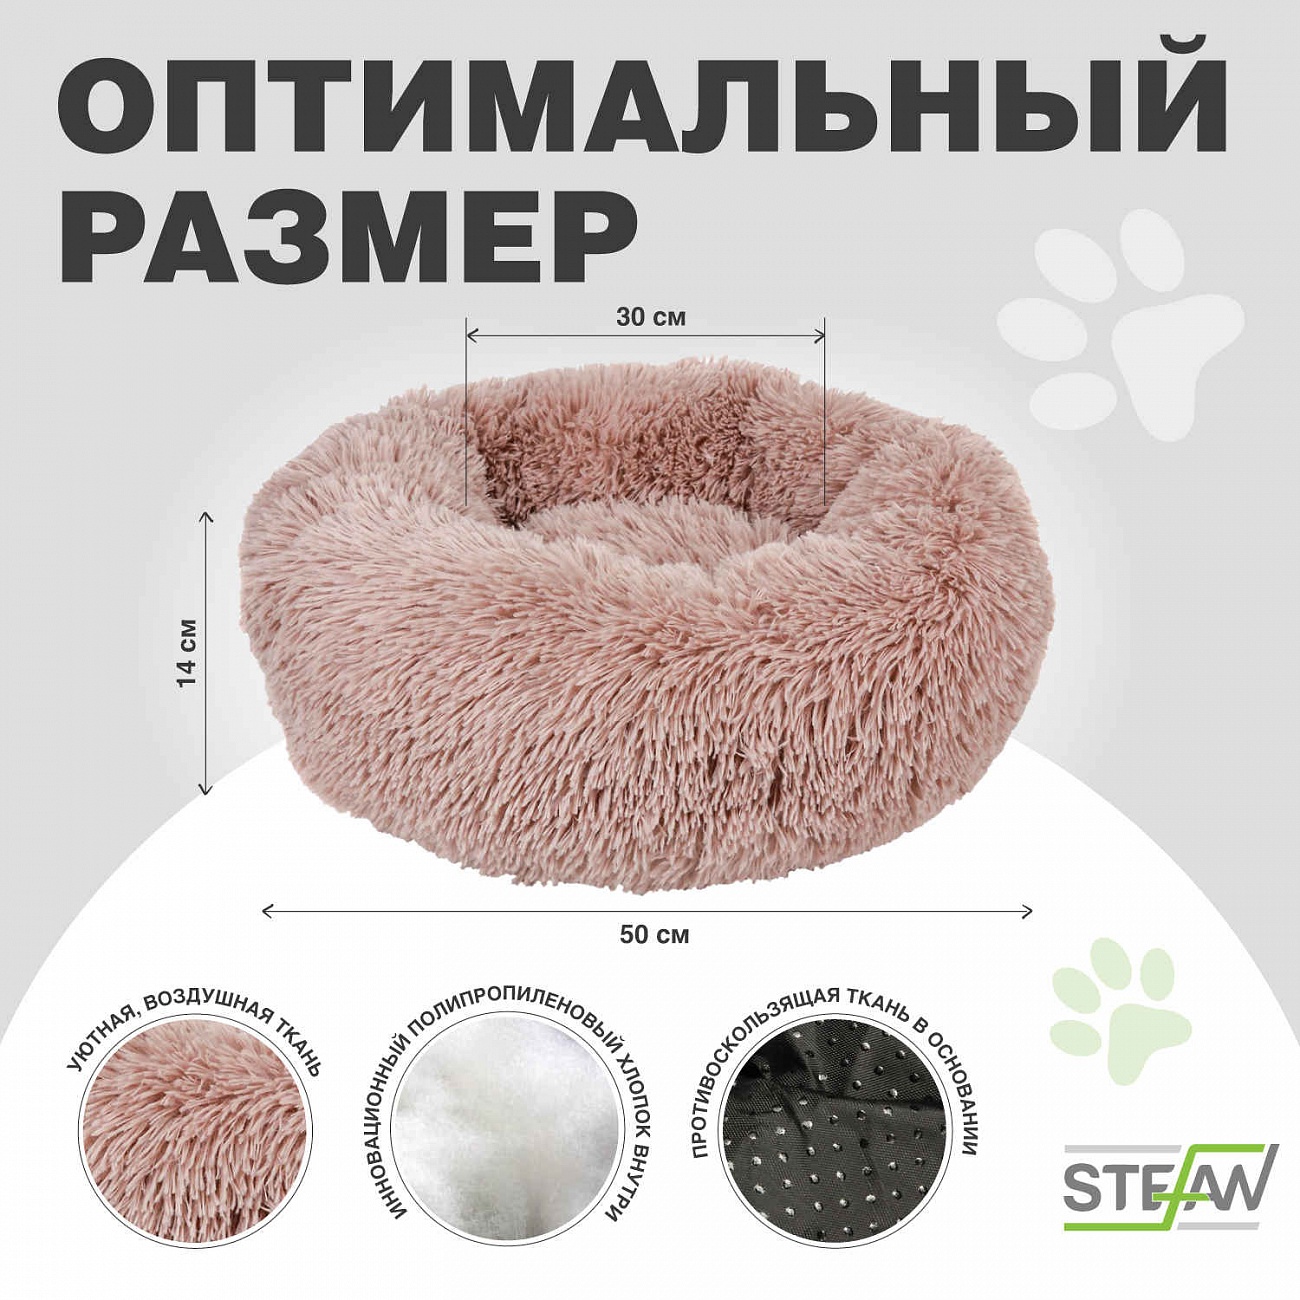 ОПТИМАЛЬНЫЙ
РАЗМЕР
30 см
14 см
50 см
УЮТНАЯ, ВОЗДУШНАЯ ТКАНЬ
ИННОВАЦИОННЫЙ ПОЛИПРОПИЛЕНОВЫЙ ХЛОПОК ВНУТРИ
ПРОТИВОСКОЛЬЗЯЩАЯ ТКАНЬ В ОСНОВАНИИ
STEFAN